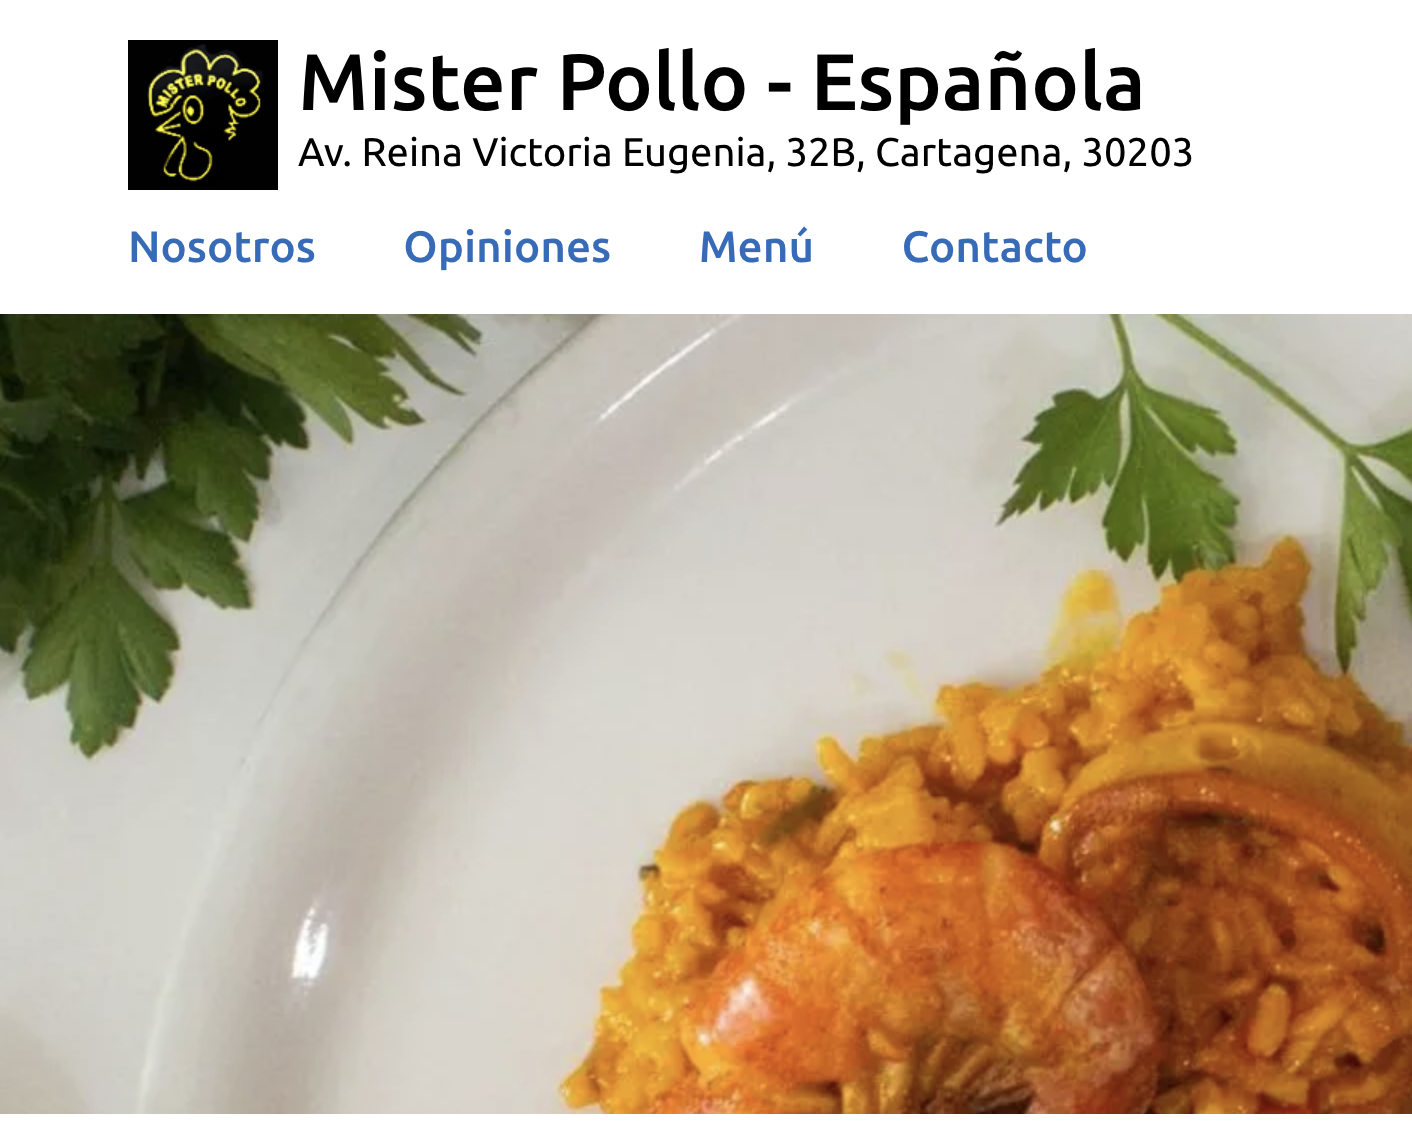 MISTER POLLO
Mister Pollo - Española
Av. Reina Victoria Eugenia, 32B, Cartagena, 30203
Nosotros Opiniones Menú Contacto